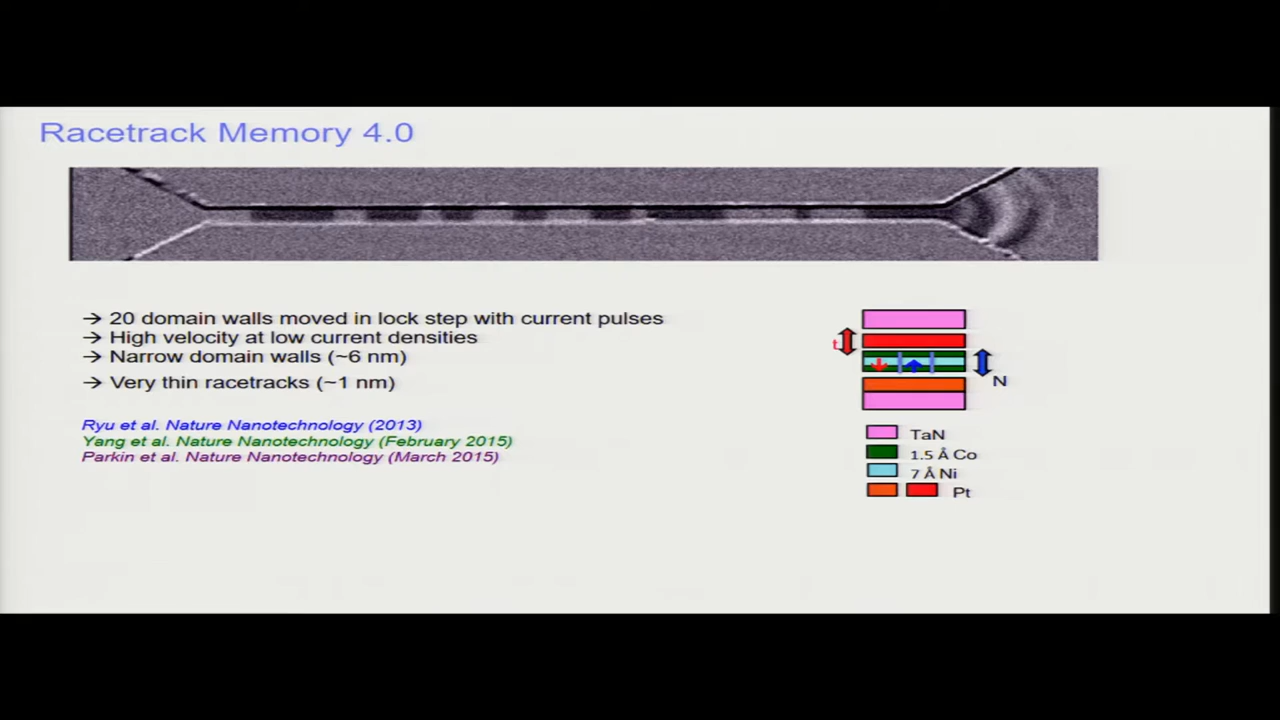 Racetrack Memory 4.0
→ 20 domain walls moved in lock step with current pulses
→ High velocity at low current densities
→ Narrow domain walls (~6 nm)
→ Very thin racetracks (~1 nm)
Ryu et al. Nature Nanotechnology (2013)
Yang et al. Nature Nanotechnology (February 2015)
Parkin et al. Nature Nanotechnology (March 2015)
t
N
TaN
1.5 Å Co
7 Å Ni
Pt